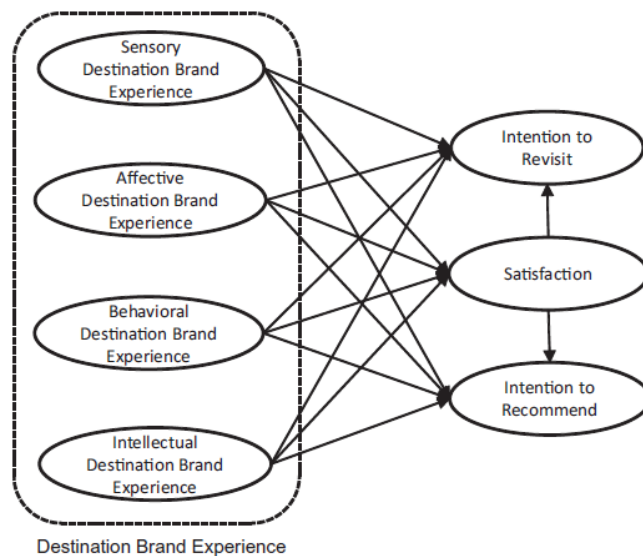 Sensory
Destination Brand
Experience
Affective
Destination Brand
Experience
Behavioral
Destination Brand
Experience
Intellectual
Destination Brand
Experience
Intention to
Revisit
Satisfaction
Intention to
Recommend
Destination Brand Experience